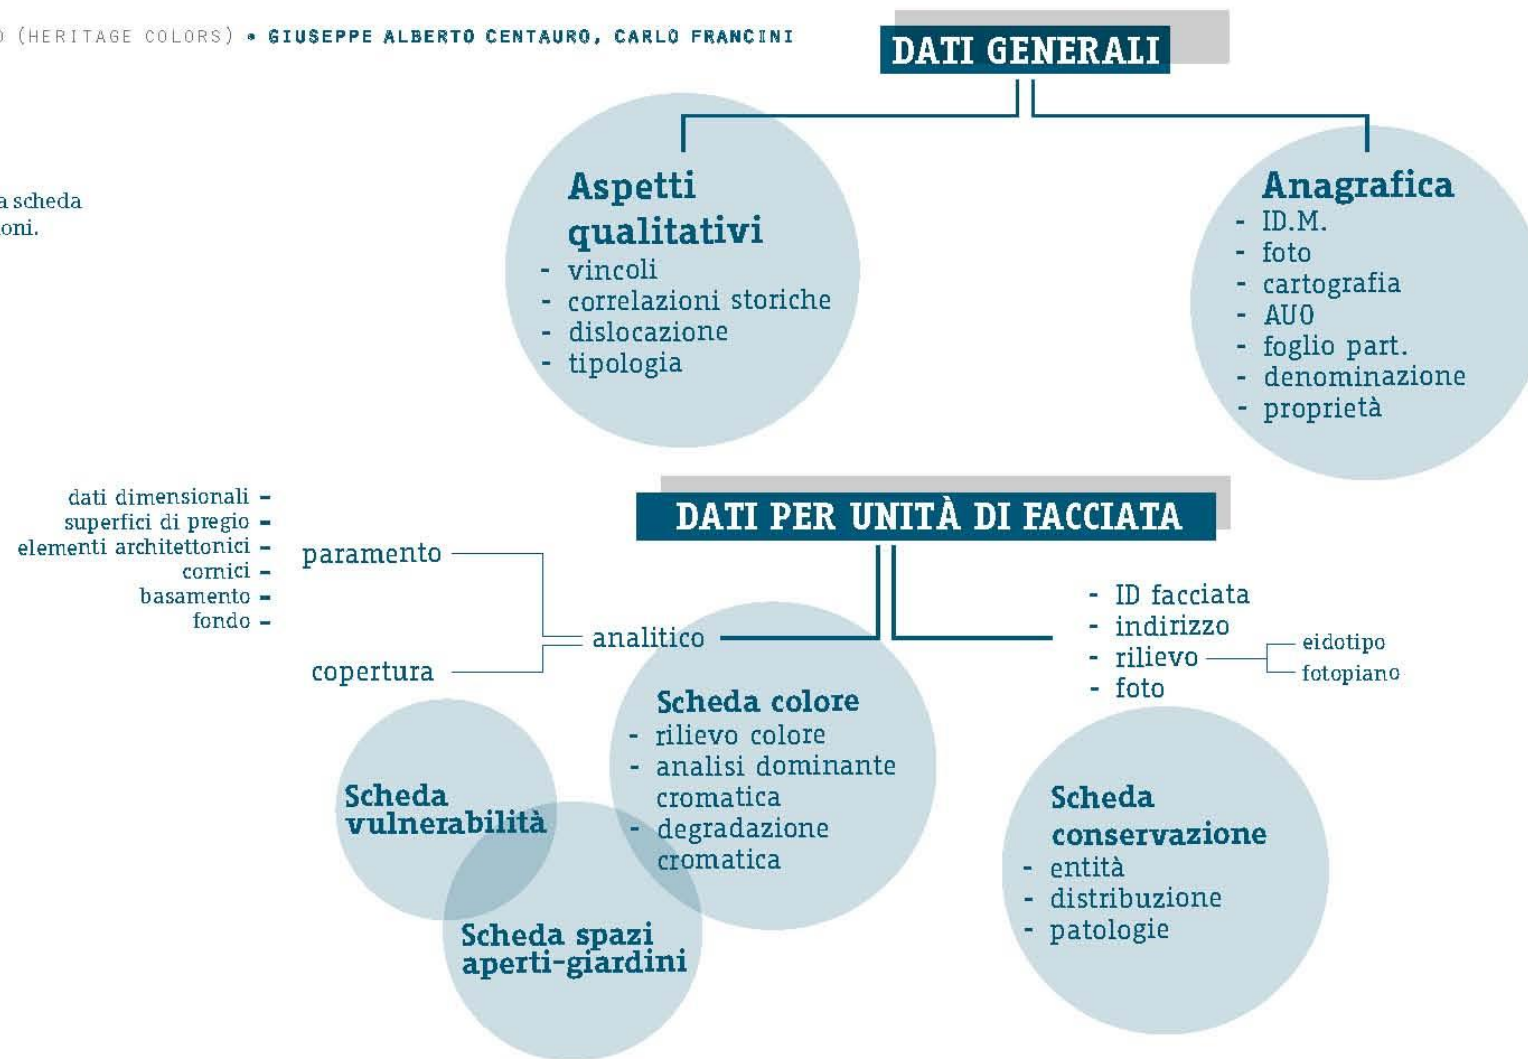 (HERITAGE COLORS) • GIUSEPPE ALBERTO CENTAURO, CARLO FRANCINI
scheda
DATI GENERALI
Aspetti
qualitativi
- vincoli
- correlazioni storiche
- dislocazione
- tipologia
Anagrafica
- ID.M.
- foto
- cartografia
- AUO
- foglio part.
- denominazione
- proprietà
DATI PER UNITÀ DI FACCIATA
dati dimensionali -
superfici di pregio -
elementi architettonici -
cornici -
basamento -
fondo -
paramento
copertura
analitico
- ID facciata
- indirizzo
- rilievo
- foto
eidotipo
fotopiano
Scheda colore
- rilievo colore
- analisi dominante
cromatica
- degradazione
cromatica
Scheda
vulnerabilità
Scheda spazi
aperti-giardini
Scheda
conservazione
- entità
- distribuzione
- patologie